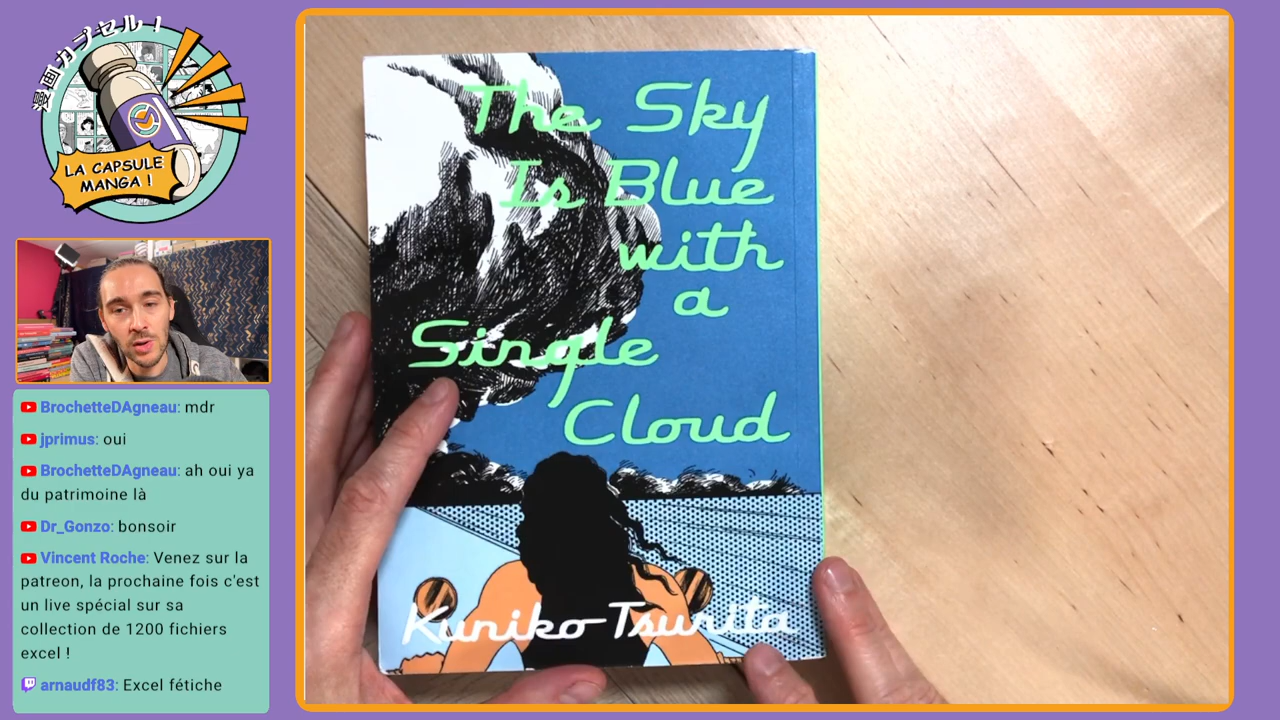 漫画カプセル！
LA CAPSULE
MANGA !
The Sky
Is Blue
with
a
Single
Cloud
Kuniko Tsurita
BrochetteDAgneau: mdr
jprimus: oui
BrochetteDAgneau: ah oui ya
du patrimoine là
Dr_Gonzo: bonsoir
Vincent Roche: Venez sur la
patreon, la prochaine fois c'est
un live spécial sur sa
collection de 1200 fichiers
excel !
arnaudf83: Excel fétiche